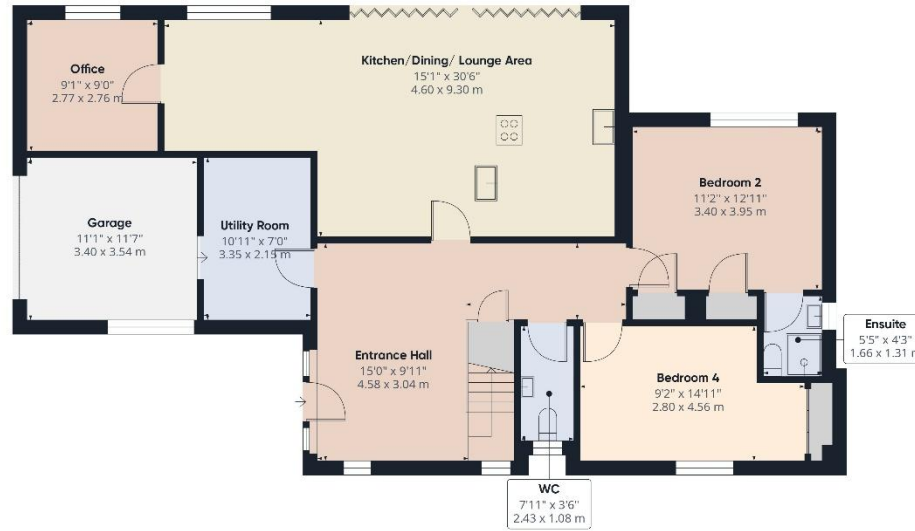 Office
9'1" x 9'0"
2.77 x 2.76 m
Kitchen/Dining/ Lounge Area
15'1" x 30'6"
4.60 x 9.30 m
Garage
11'1" x 11'7"
3.40 x 3.54 m
Utility Room
10'11" x 7'0"
3.35 x 2.15 m
Bedroom 2
11'2" x 12'11"
3.40 x 3.95 m
Entrance Hall
15'0" x 9'11"
4.58 x 3.04 m
Ensuite
5'5" x 4'3"
1.66 x 1.31 m
Bedroom 4
9'2" x 14'11"
2.80 x 4.56 m
WC
7'11" x 3'6"
2.43 x 1.08 m